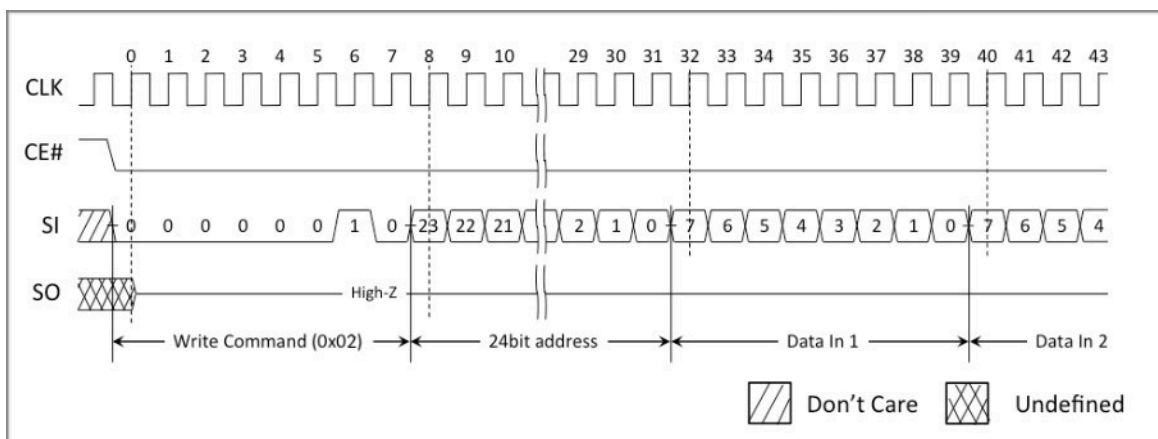 0 1 2 3 4 5 6 7 8 9 10 29 30 31 32 33 34 35 36 37 38 39 40 41 42 43
CLK
CE#
SI 0 0 0 0 0 0 1 0 23 22 21 2 1 0 7 6 5 4 3 2 1 0 7 6 5 4
SO High-Z
Write Command (0x02) 24bit address Data In 1 Data In 2
Don't Care Undefined